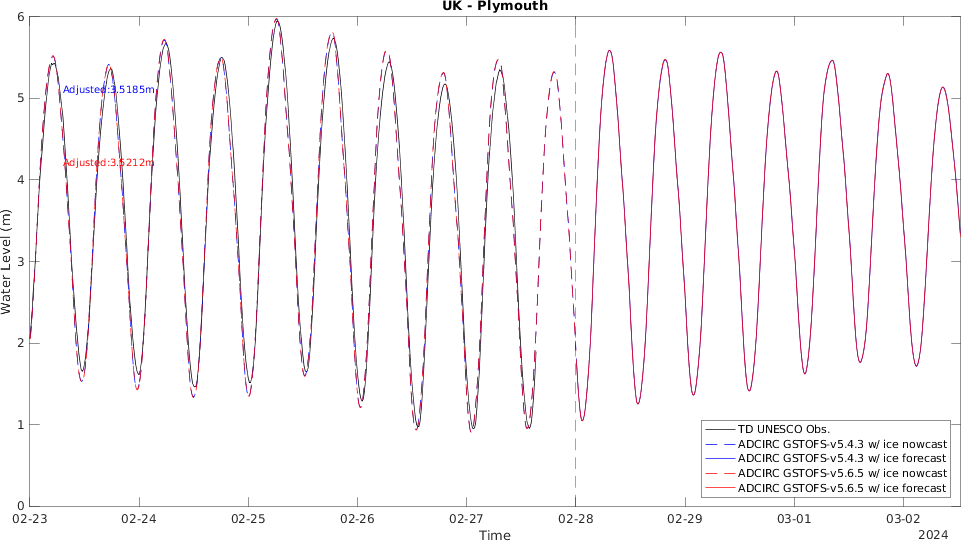 UK - Plymouth
6
5
4
3
2
1
0
Water Level (m)
Adjusted:3.5185m
Adjusted:3.5212m
TD UNESCO Obs.
ADCIRC GSTOFS-v5.4.3 w/ ice nowcast
ADCIRC GSTOFS-v5.4.3 w/ ice forecast
ADCIRC GSTOFS-v5.6.5 w/ ice nowcast
ADCIRC GSTOFS-v5.6.5 w/ ice forecast
02-23 02-24 02-25 02-26 02-27 02-28 02-29 03-01 03-02
Time
2024